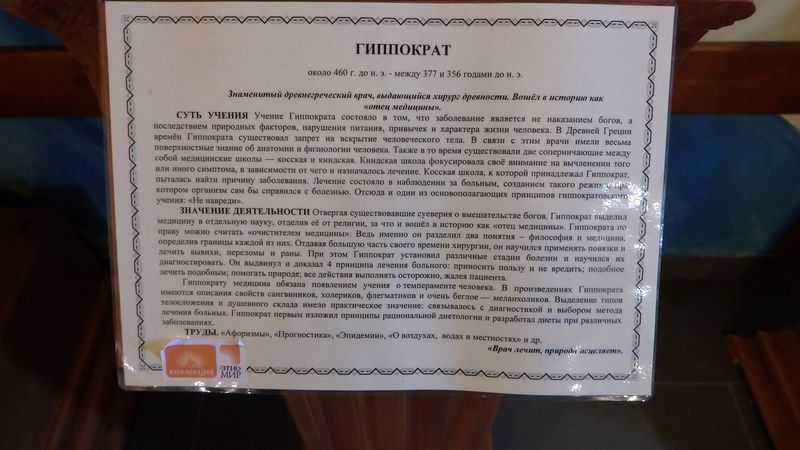 ГИППОКРАТ
около 460 г. до н. э. - между 377 и 356 годами до н. э.
Знаменитый древнегреческий врач, выдающийся хирург древности. Вошёл в историю как
«отец медицины».
СУТЬ УЧЕНИЯ Учение Гиппократа состояло в том, что заболевание является не наказанием богов, а
последствием природных факторов, нарушения питания, привычек и характера жизни человека. В Древней Греции
времён Гиппократа существовал запрет на вскрытие человеческого тела. В связи с этим врачи имели весьма
поверхностные знание об анатомии и физиологии человека. Также в то время существовали две соперничающие между
собой медицинские школы — косская и книдская. Книдская школа фокусировала своё внимание на вычленении того
или иного симптома, в зависимости от чего и назначалось лечение. Косская школа, к которой принадлежал Гиппократ,
пыталась найти причину заболевания. Лечение состояло в наблюдении за больным, созданием такого режима, при
котором организм сам бы справился с болезнью. Отсюда и один из основополагающих принципов гиппократовского
учения: «Не навреди».
ЗНАЧЕНИЕ ДЕЯТЕЛЬНОСТИ Отвергая существовавшие суеверия о вмешательстве богов, Гиппократ выделил
медицину в отдельную науку, отделив её от религии, за что и вошёл в историю как «отец медицины». Гиппократа по
праву можно считать «очистителем медицины». Ведь именно он разделил два понятия – философия и медицина,
определив границы каждой из них. Отдавая большую часть своего времени хирургии, он научился применять повязки и
лечить вывихи, переломы и раны. При этом Гиппократ установил различные стадии болезни и научился их
диагностировать. Он выдвинул и доказал 4 принципа лечения больного: приносить пользу и не вредить; подобное
лечить подобным; помогать природе; все действия выполнять осторожно, жалея пациента.
Гиппократу медицина обязана появлением учения о темпераменте человека. В произведениях Гиппократа
имеются описания свойств сангвиников, холериков, флегматиков и очень беглое — меланхоликов. Выделение типов
телосложения и душевного склада имело практическое значение: связывалось с диагностикой и выбором метода
лечения больных. Гиппократ первым изложил принципы рациональной диетологии и разработал диеты при различных
заболеваниях.
ТРУДЫ. «Афоризмы», «Прогностика», «Эпидемии», «О воздухах, водах и местностях» и др.
«Врач лечит, природа исцеляет».
КОЛЛЕКЦИЯ
ЭТНО
МИР